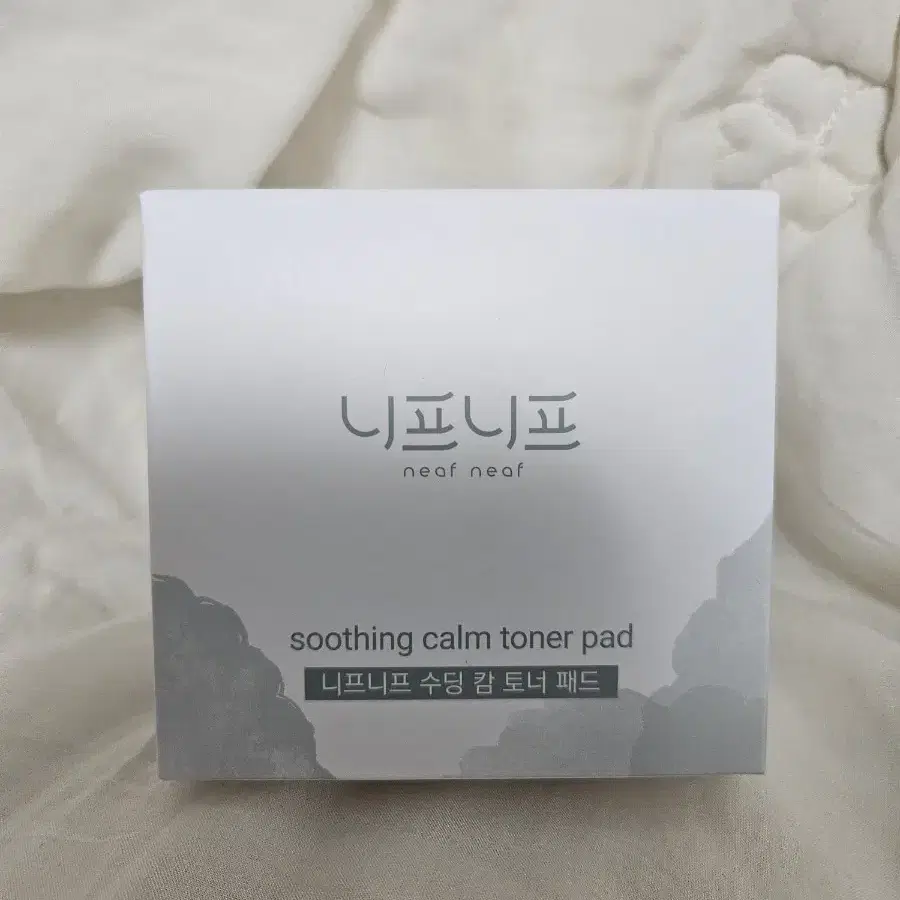 니프니프
neaf neaf
soothing calm toner pad
니프니프 수딩 캄 토너 패드